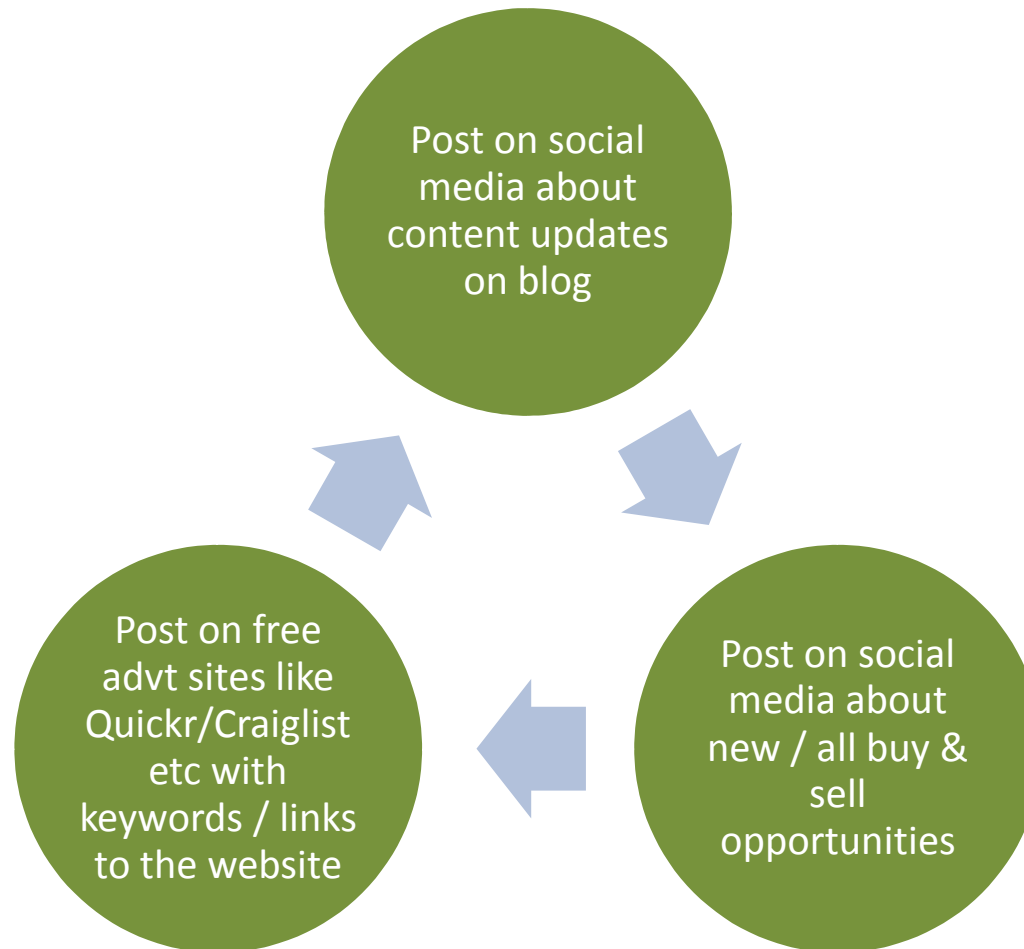 Post on social
media about
content updates
on blog
Post on social
media about
new / all buy &
sell
opportunities
Post on free
advt sites like
Quickr/Craiglist
etc with
keywords / links
to the website